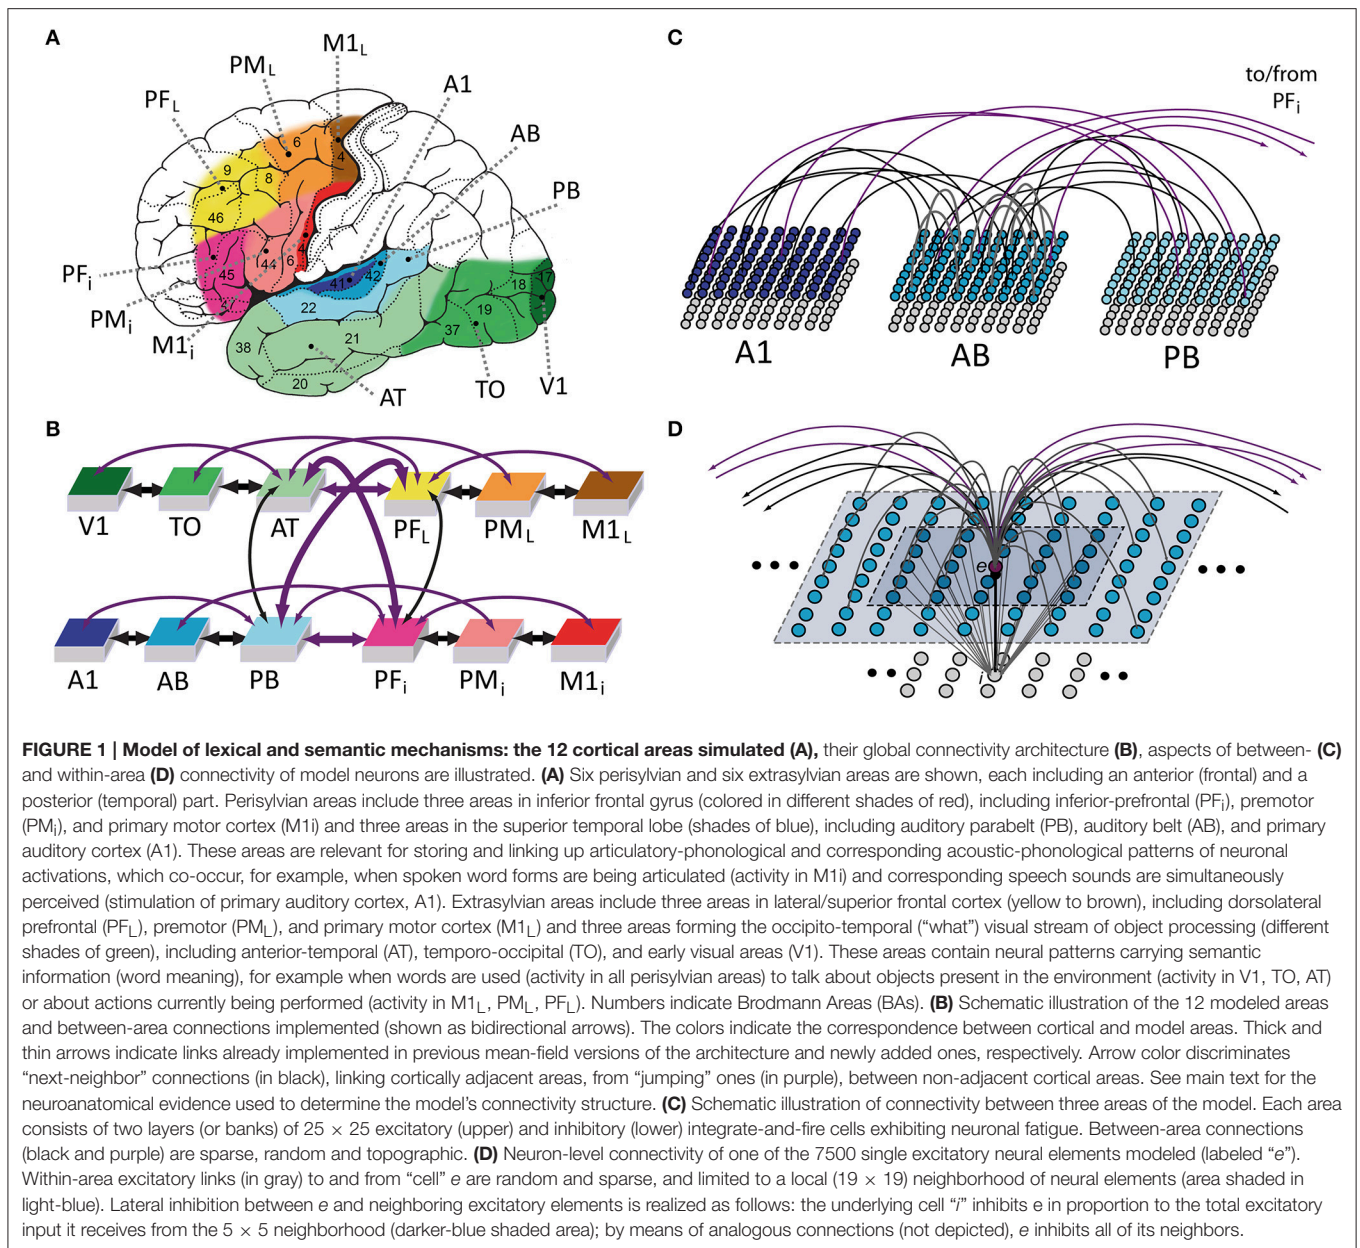 A
M1L
PML
A1
PFL
AB
PB
9
6
8
4
46
45
44
6
4
47
41
42
22
38
21
20
37
19
18
17
PFi
PMi
M1i
AT
TO
V1
C
to/from
PFi
A1
AB
PB
B
V1
TO
AT
PFL
PML
M1L
A1
AB
PB
PFi
PMi
M1i
D
e
i
FIGURE 1 | Model of lexical and semantic mechanisms: the 12 cortical areas simulated (A), their global connectivity architecture (B), aspects of between- (C)
and within-area (D) connectivity of model neurons are illustrated. (A) Six perisylvian and six extrasylvian areas are shown, each including an anterior (frontal) and a
posterior (temporal) part. Perisylvian areas include three areas in inferior frontal gyrus (colored in different shades of red), including inferior-prefrontal (PFi), premotor
(PMi), and primary motor cortex (M1i) and three areas in the superior temporal lobe (shades of blue), including auditory parabelt (PB), auditory belt (AB), and primary
auditory cortex (A1). These areas are relevant for storing and linking up articulatory-phonological and corresponding acoustic-phonological patterns of neuronal
activations, which co-occur, for example, when spoken word forms are being articulated (activity in M1i) and corresponding speech sounds are simultaneously
perceived (stimulation of primary auditory cortex, A1). Extrasylvian areas include three areas in lateral/superior frontal cortex (yellow to brown), including dorsolateral
prefrontal (PFL), premotor (PML), and primary motor cortex (M1L) and three areas forming the occipito-temporal (“what”) visual stream of object processing (different
shades of green), including anterior-temporal (AT), temporo-occipital (TO), and early visual areas (V1). These areas contain neural patterns carrying semantic
information (word meaning), for example when words are used (activity in all perisylvian areas) to talk about objects present in the environment (activity in V1, TO, AT)
or about actions currently being performed (activity in M1L, PML, PFL). Numbers indicate Brodmann Areas (BAs). (B) Schematic illustration of the 12 modeled areas
and between-area connections implemented (shown as bidirectional arrows). The colors indicate the correspondence between cortical and model areas. Thick and
thin arrows indicate links already implemented in previous mean-field versions of the architecture and newly added ones, respectively. Arrow color discriminates
“next-neighbor” connections (in black), linking cortically adjacent areas, from “jumping” ones (in purple), between non-adjacent cortical areas. See main text for the
neuroanatomical evidence used to determine the model’s connectivity structure. (C) Schematic illustration of connectivity between three areas of the model. Each area
consists of two layers (or banks) of 25 × 25 excitatory (upper) and inhibitory (lower) integrate-and-fire cells exhibiting neuronal fatigue. Between-area connections
(black and purple) are sparse, random and topographic. (D) Neuron-level connectivity of one of the 7500 single excitatory neural elements modeled (labeled “e”).
Within-area excitatory links (in gray) to and from “cell” e are random and sparse, and limited to a local (19 × 19) neighborhood of neural elements (area shaded in
light-blue). Lateral inhibition between e and neighboring excitatory elements is realized as follows: the underlying cell “i” inhibits e in proportion to the total excitatory
input it receives from the 5 × 5 neighborhood (darker-blue shaded area); by means of analogous connections (not depicted), e inhibits all of its neighbors.